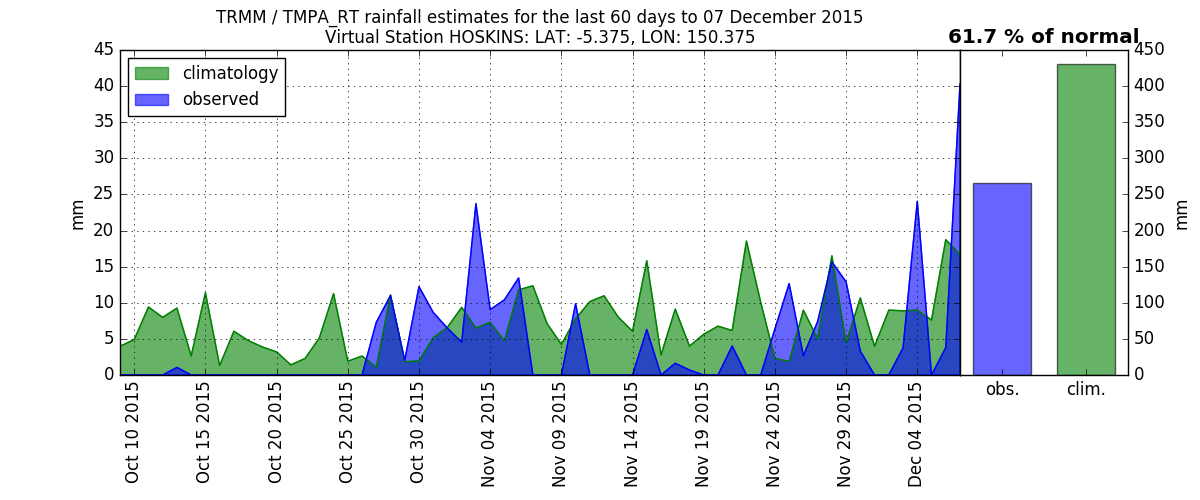 TRMM / TMPA_RT rainfall estimates for the last 60 days to 07 December 2015
Virtual Station HOSKINS: LAT: -5.375, LON: 150.375
61.7 % of normal
climatology
observed
mm
45
40
35
30
25
20
15
10
5
0
Oct 10 2015
Oct 15 2015
Oct 20 2015
Oct 25 2015
Oct 30 2015
Nov 04 2015
Nov 09 2015
Nov 14 2015
Nov 19 2015
Nov 24 2015
Nov 29 2015
Dec 04 2015
obs.
clim.
450
400
350
300
250
200
150
100
50
0
mm